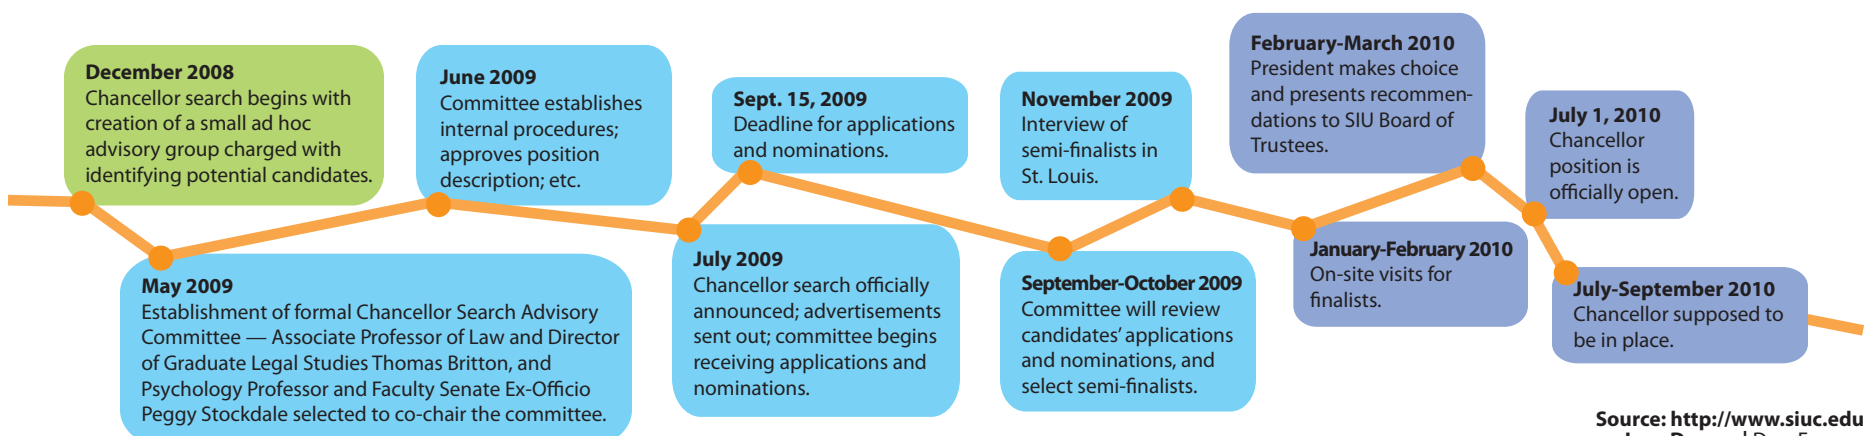 December 2008
Chancellor search begins with
creation of a small ad hoc
advisory group charged with
identifying potential candidates.
May 2009
Establishment of formal Chancellor Search Advisory
Committee — Associate Professor of Law and Director
of Graduate Legal Studies Thomas Britton, and
Psychology Professor and Faculty Senate Ex-Officio
Peggy Stockdale selected to co-chair the committee.
June 2009
Committee establishes
internal procedures;
approves position
description; etc.
July 2009
Chancellor search officially
announced; advertisements
sent out; committee begins
receiving applications and
nominations.
Sept. 15, 2009
Deadline for applications
and nominations.
September-October 2009
Committee will review
candidates’ applications
and nominations, and
select semi-finalists.
November 2009
Interview of
semi-finalists in
St. Louis.
January-February 2010
On-site visits for
finalists.
February-March 2010
President makes choice
and presents recommen-
dations to SIU Board of
Trustees.
July 1, 2010
Chancellor
position is
officially open.
July-September 2010
Chancellor supposed to
be in place.
Source: http://www.siuc.edu